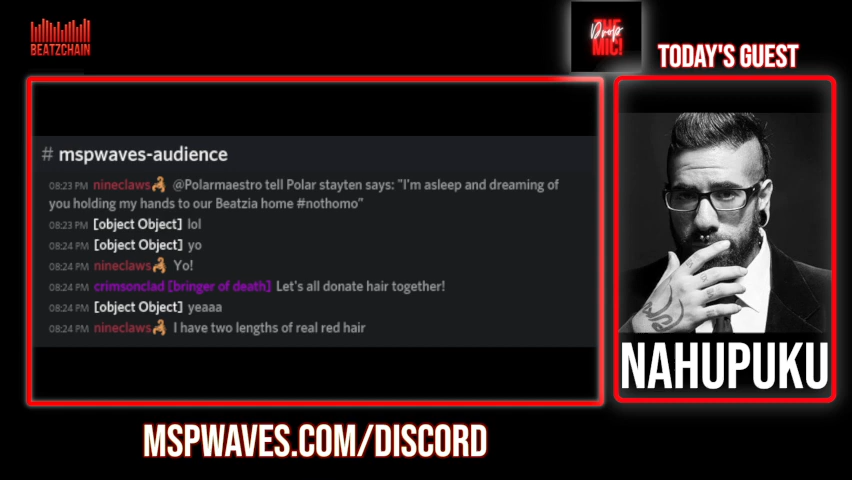 BEATZCHAIN
THE
Drop
MIC!
TODAY'S GUEST
# mspwaves-audience
08:23 PM nineclaws🦂 @Polarmaestro tell Polar stayten says: "I'm asleep and dreaming of
you holding my hands to our Beatzia home #nothomo”
08:23 PM [object Object] lol
08:24 PM [object Object] yo
08:24 PM nineclaws🦂 Yo!
08:24 PM crimsonclad [bringer of death] Let's all donate hair together!
08:24 PM [object Object] yeaaa
08:24 PM nineclaws🦂 I have two lengths of real red hair
NAHUPUKU
MSPWAVES.COM/DISCORD